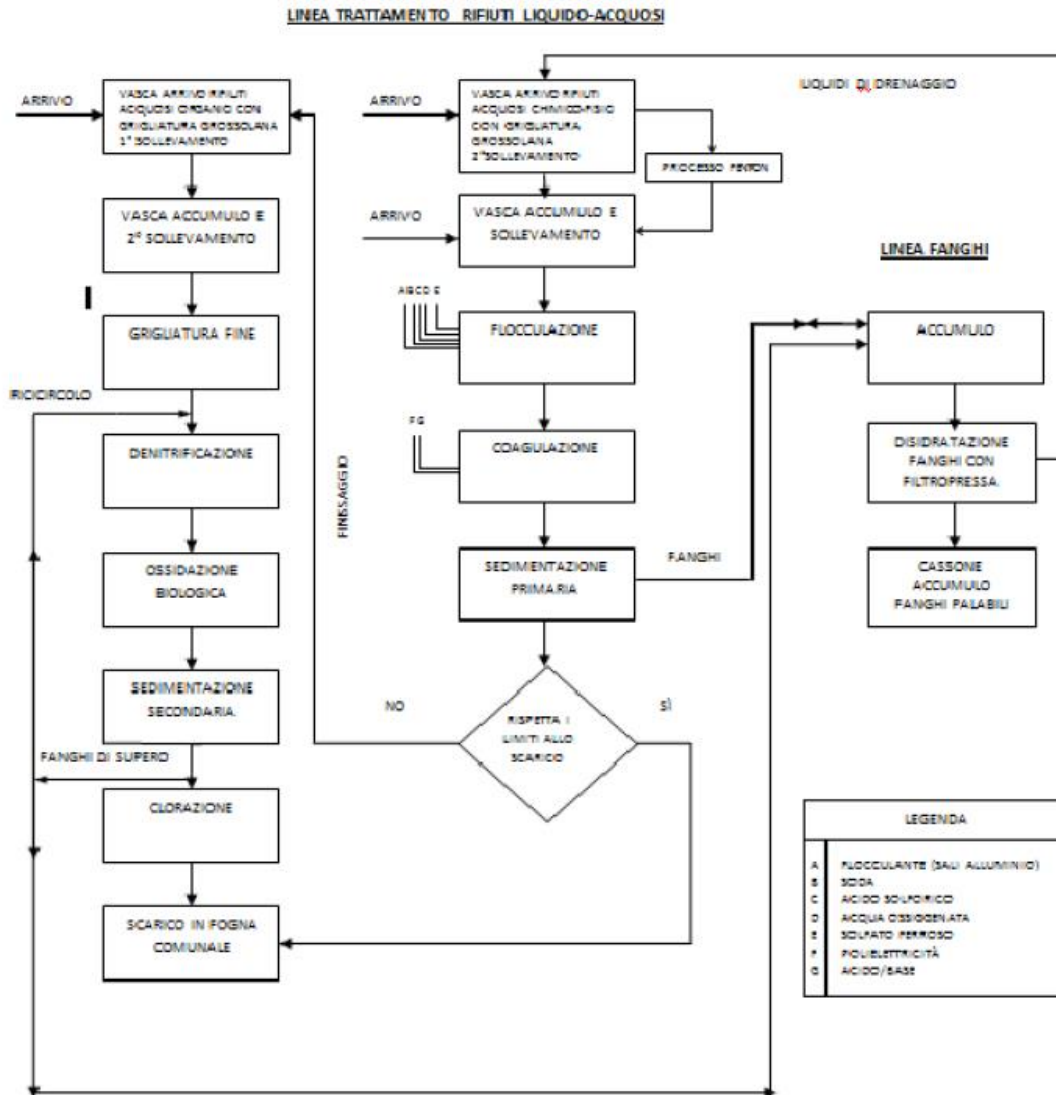 LINEA TRATTAMENTO RIFIUTI LIQUIDO-ACQUOSI
ARRIVO
VASCA ARRIVO RIFIUTI
ACQUOSI ORGANICI CON
GRIGLIATURA GROSSOLANA
1° SOLLEVAMENTO
VASCA ACCUMULO E
2° SOLLEVAMENTO
GRIGLIATURA FINE
RICIRCOLO
DENITRIFICAZIONE
OSSIDAZIONE
BIOLOGICA
SEDIMENTAZIONE
SECONDARIA
FANGHI DI SUPERO
CLORAZIONE
SCARICO IN FOGNA
COMUNALE
FINISSAGGIO
ARRIVO
VASCA ARRIVO RIFIUTI
ACQUOSI CHIMICO-FISIO
CON GRIGLIATURA
GROSSOLANA
2°SOLLEVAMENTO
PROCESSO FENTON
ARRIVO
VASCA ACCUMULO E
SOLLEVAMENTO
ABCD E
FLOCCULAZIONE
FG
COAGULAZIONE
SEDIMENTAZIONE
PRIMARIA
FANGHI
NO
RISPETTA I
LIMITI ALLO
SCARICO
SÌ
LIQUIDI DI DRENAGGIO
LINEA FANGHI
ACCUMULO
DISIDRATAZIONE
FANGHI CON
FILTROPRESSA
CASSONE
ACCUMULO
FANGHI PALABILI
LEGENDA
A FLOCCULANTE (SALI ALLUMINIO)
B SODA
C ACIDO SOLFORICO
D ACQUA OSSIGGENATA
E SOLFATO FERROSO
F POLIELETTRICITÀ
G ACIDO/BASE